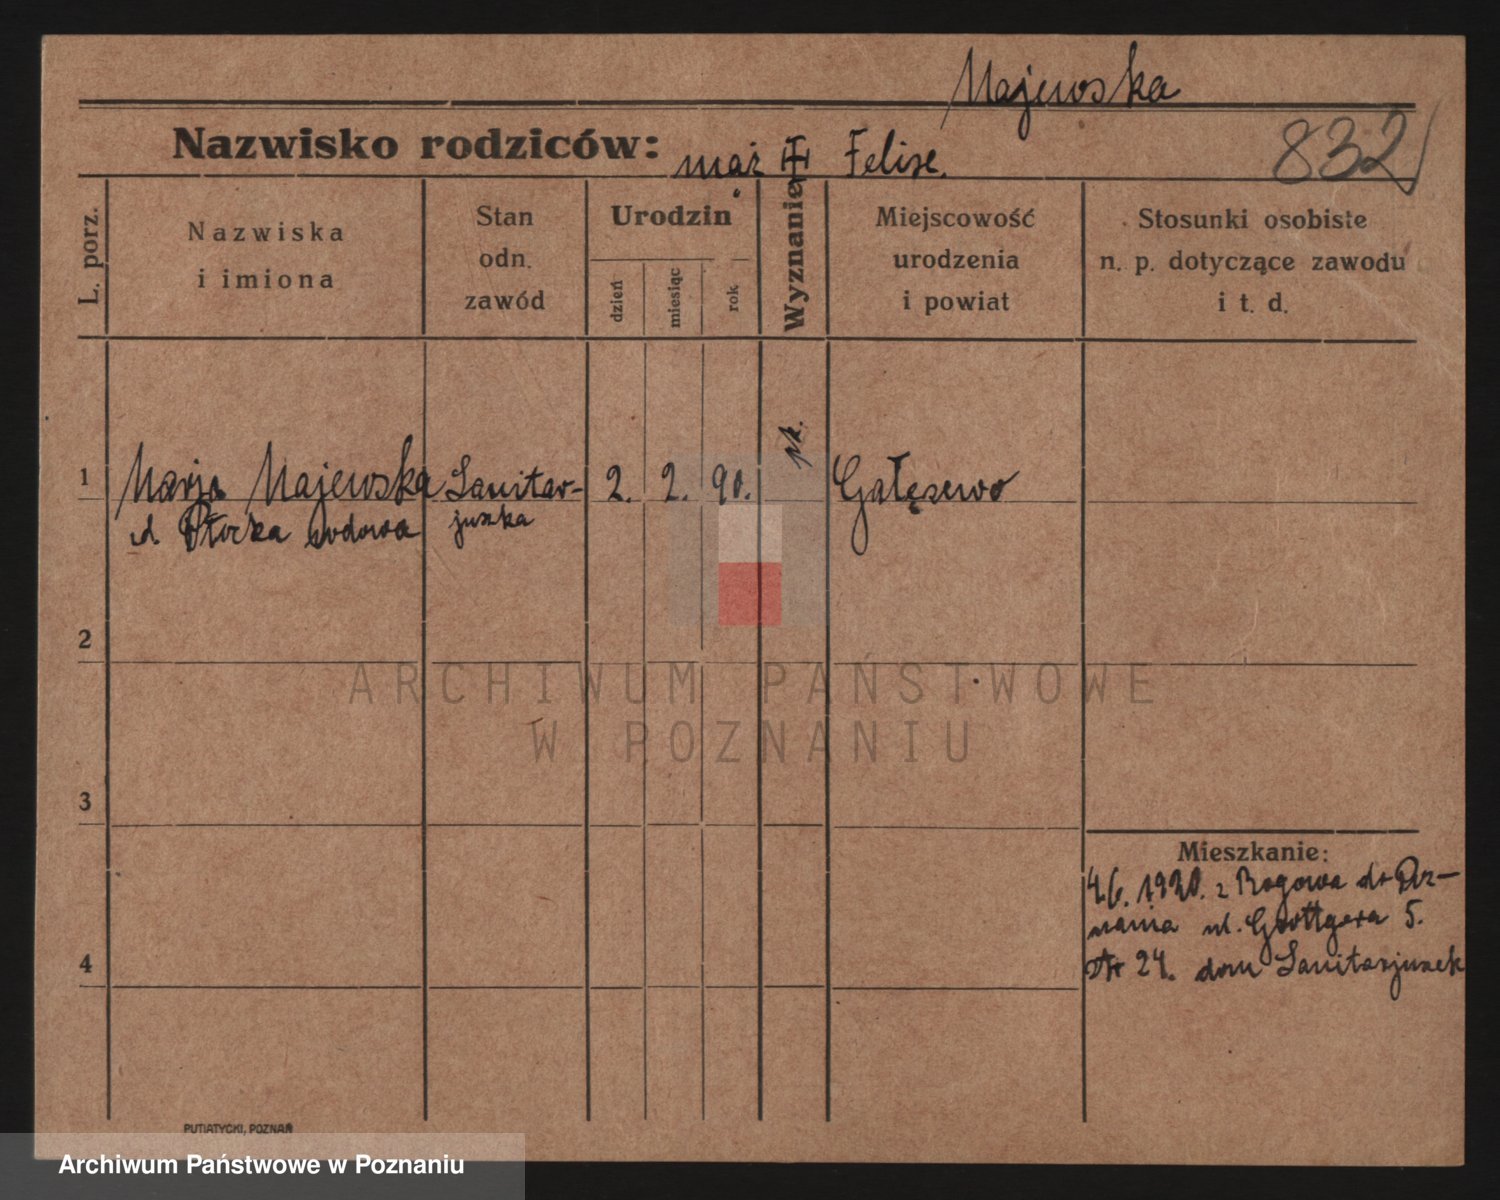 Majewska
Nazwisko rodziców: mąż Felise.
832
L. porz.
Nazwiska
i imiona
Stan
odn.
zawód
Urodzin
dzień
miesiąc
rok
Wyznanie
Miejscowość
urodzenia
i powiat
Stosunki osobiste
n. p. dotyczące zawodu
i t. d.
1 Marja Majewska Sanitar- 2. 2. 90. Gałęzewo
d. Płocka wdowa juszka
2
ARCHIWUM PAŃSTWOWE
W POZNANIU
3
Mieszkanie:
4.6. 1920. z Rogowa do Poz-
nania ul. Grottgera 5.
24. dom Sanitarjuszek
4
PUTIATYCKI, POZNAŃ
Archiwum Państwowe w Poznaniu